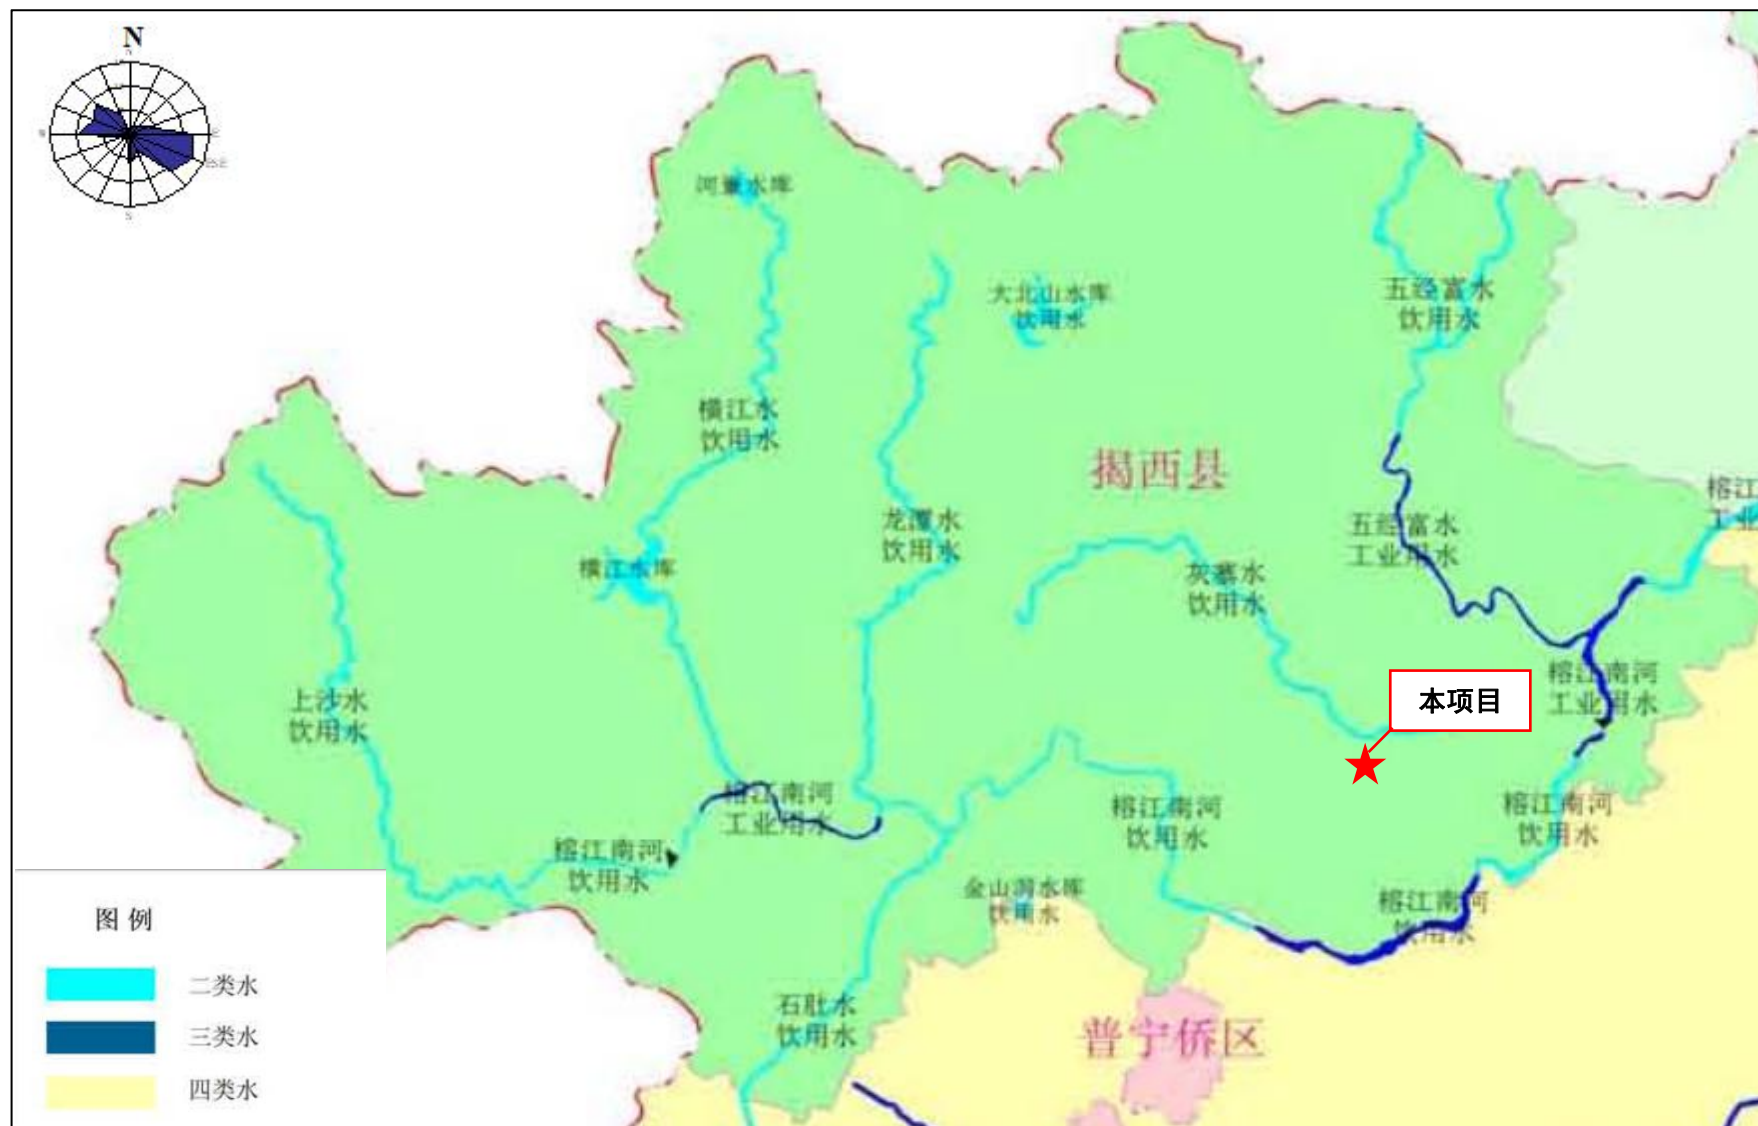 N
E
ESE
S
河輋水库
大北山水库
饮用水
五经富水
饮用水
横江水
饮用水
揭西县
榕江
工业
龙潭水
饮用水
五经富水
工业用水
横江水库
灰寨水
饮用水
上沙水
饮用水
本项目
榕江南河
工业用水
榕江南河
工业用水
榕江南河
饮用水
榕江南河
饮用水
榕江南河
饮用水
金山洞水库
饮用水
榕江南河
饮用水
石肚水
饮用水
普宁侨区
图例
二类水
三类水
四类水